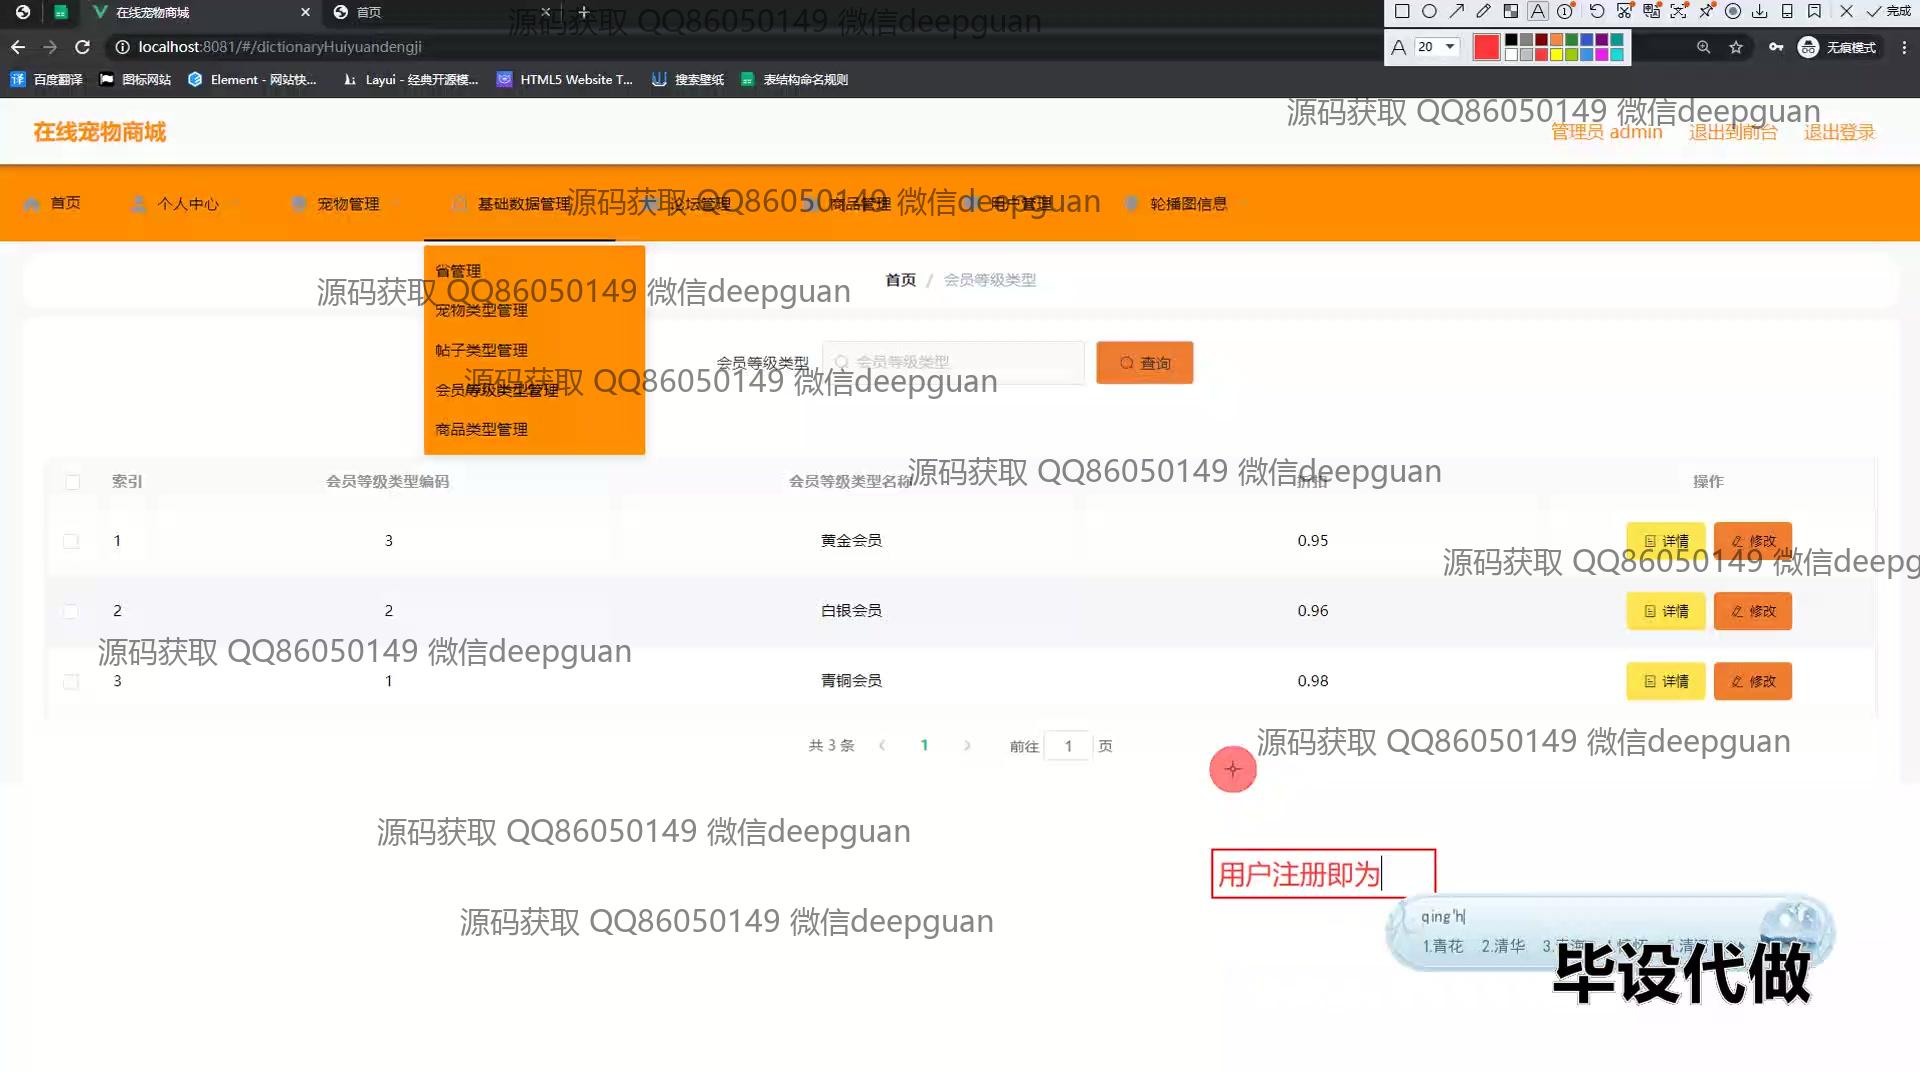 在线宠物商城
首页
源码获取 QQ86050149 微信deepguan
20
完成
localhost:8081/#/dictionaryHuiyuandengji
无痕模式
译 百度翻译
图标网站
Element - 网站快...
Layui - 经典开源模...
HTML5 Website T...
搜索壁纸
表结构命名规则
在线宠物商城
源码获取 QQ86050149 微信deepguan
管理员 admin
退出到前台
退出登录
首页
个人中心
宠物管理
基础数据管理
论坛管理
商品管理
用户管理
轮播图信息
源码获取 QQ86050149 微信deepguan
省管理
宠物类型管理
帖子类型管理
会员等级类型管理
商品类型管理
首页 / 会员等级类型
源码获取 QQ86050149 微信deepguan
会员等级类型
会员等级类型
查询
源码获取 QQ86050149 微信deepguan
索引
会员等级类型编码
会员等级类型名称
折扣
操作
源码获取 QQ86050149 微信deepguan
1 3 黄金会员 0.95 详情 修改
源码获取 QQ86050149 微信deepg
2 2 白银会员 0.96 详情 修改
源码获取 QQ86050149 微信deepguan
3 1 青铜会员 0.98 详情 修改
共 3 条
1
前往 1 页
源码获取 QQ86050149 微信deepguan
源码获取 QQ86050149 微信deepguan
用户注册即为
源码获取 QQ86050149 微信deepguan
qing'h
1.青花 2.清华 3.青海
毕设代做